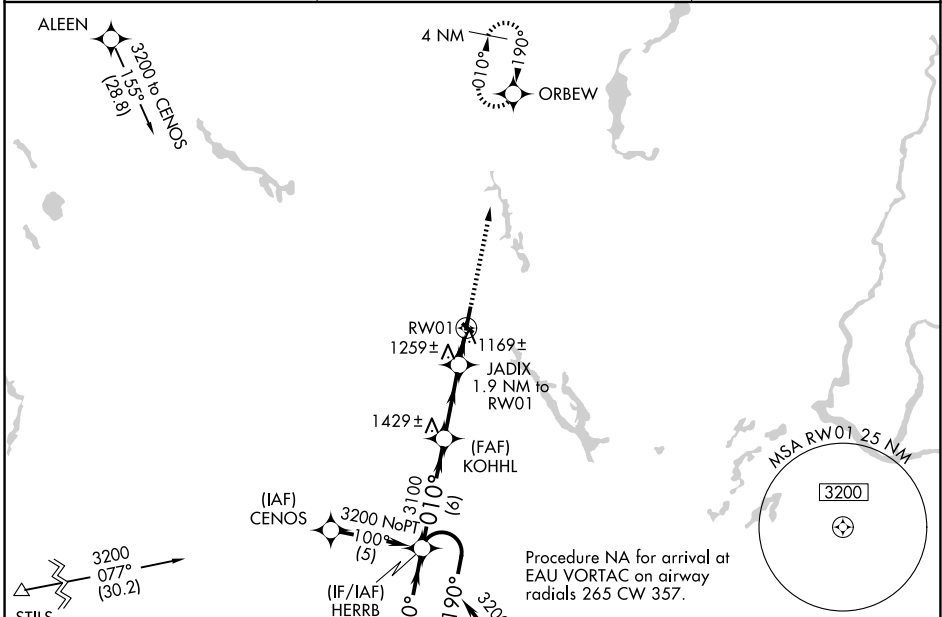 ALEEN
3200 to CENOS
155°
(28.8)
4 NM
010°
190°
ORBEW
RW01
1259±
1169±
JADIX
1.9 NM to
RW01
1429±
(FAF)
KOHHL
3100
010°
(6)
(IAF)
CENOS
3200 NoPT
100°
(5)
(IF/IAF)
HERRB
190°
MSA RW01 25 NM
3200
Procedure NA for arrival at
EAU VORTAC on airway
radials 265 CW 357.
3200
077°
(30.2)